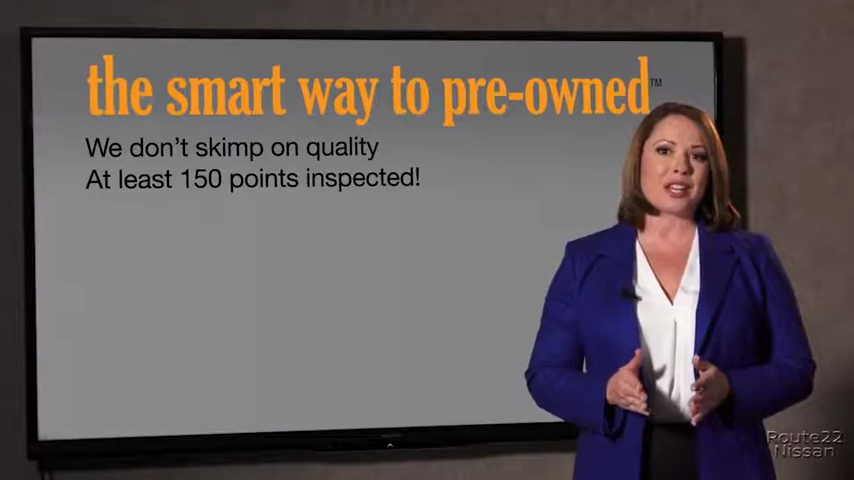 the smart way to pre-owned™
We don't skimp on quality
At least 150 points inspected!
Route22
Nissan